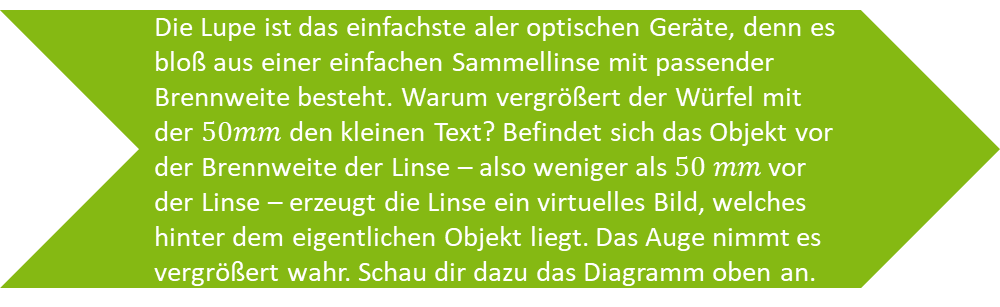 Die Lupe ist das einfachste aler optischen Geräte, denn es
bloß aus einer einfachen Sammellinse mit passender
Brennweite besteht. Warum vergrößert der Würfel mit
der 50mm den kleinen Text? Befindet sich das Objekt vor
der Brennweite der Linse – also weniger als 50 mm vor
der Linse – erzeugt die Linse ein virtuelles Bild, welches
hinter dem eigentlichen Objekt liegt. Das Auge nimmt es
vergrößert wahr. Schau dir dazu das Diagramm oben an.